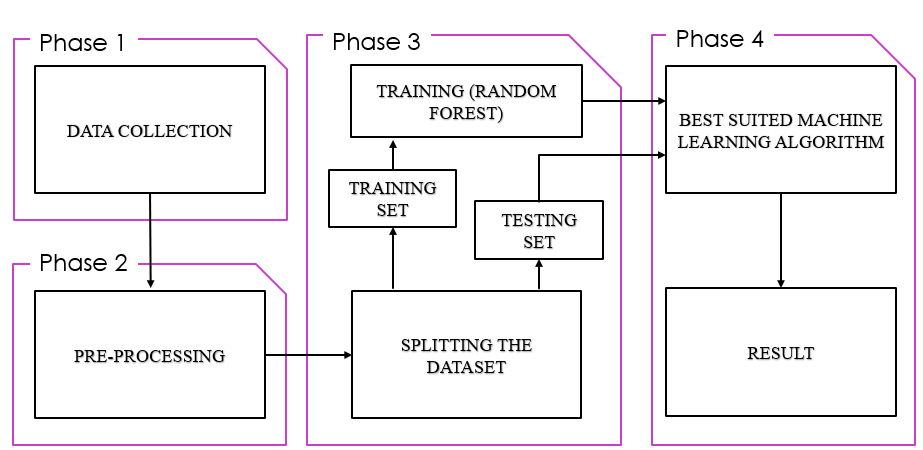 Phase 1
DATA COLLECTION
Phase 2
PRE-PROCESSING
Phase 3
TRAINING (RANDOM
FOREST)
TRAINING
SET
TESTING
SET
SPLITTING THE
DATASET
Phase 4
BEST SUITED MACHINE
LEARNING ALGORITHM
RESULT